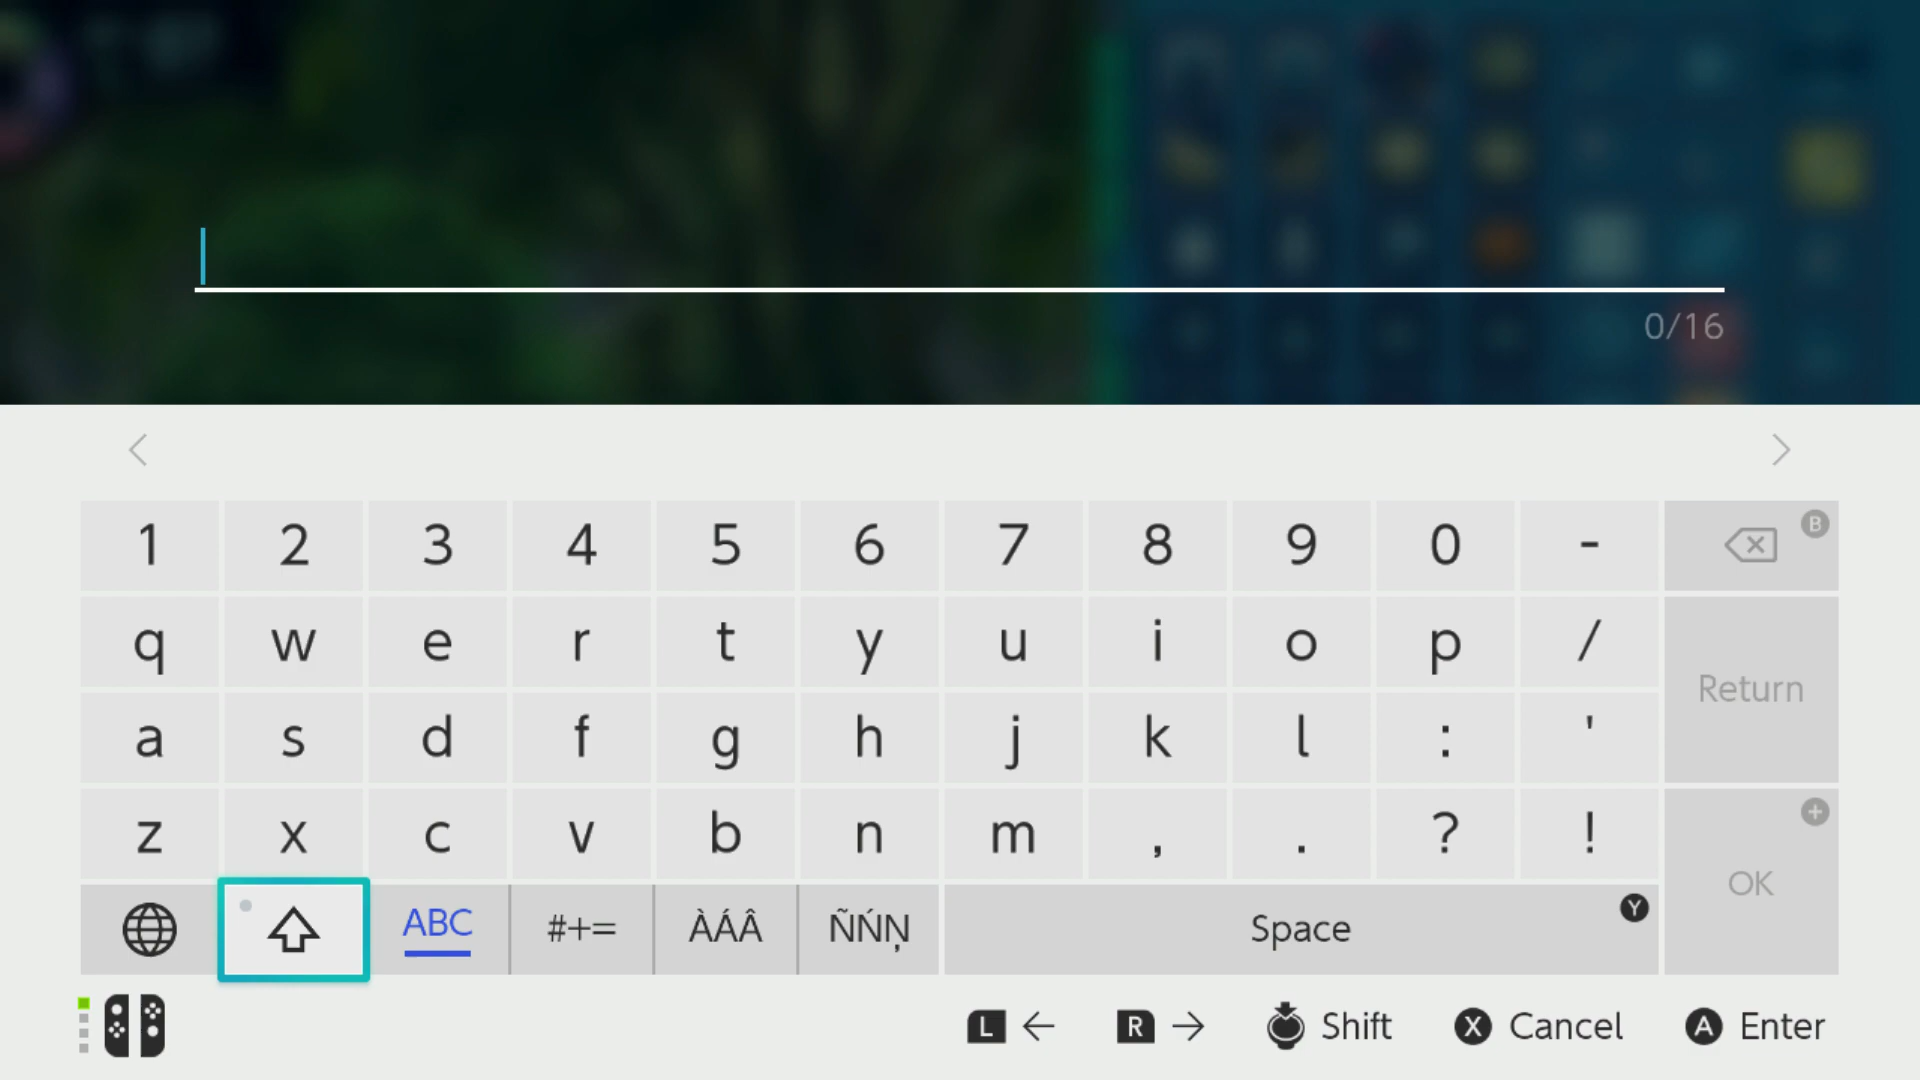 0/16
1 2 3 4 5 6 7 8 9 0 - B
q w e r t y u i o p /
Return
a s d f g h j k l : '
z x c v b n m , . ? ! +
OK
ABC #+= ÀÁÂ ÑŃŅ Space Y
L ← R → Shift X Cancel A Enter